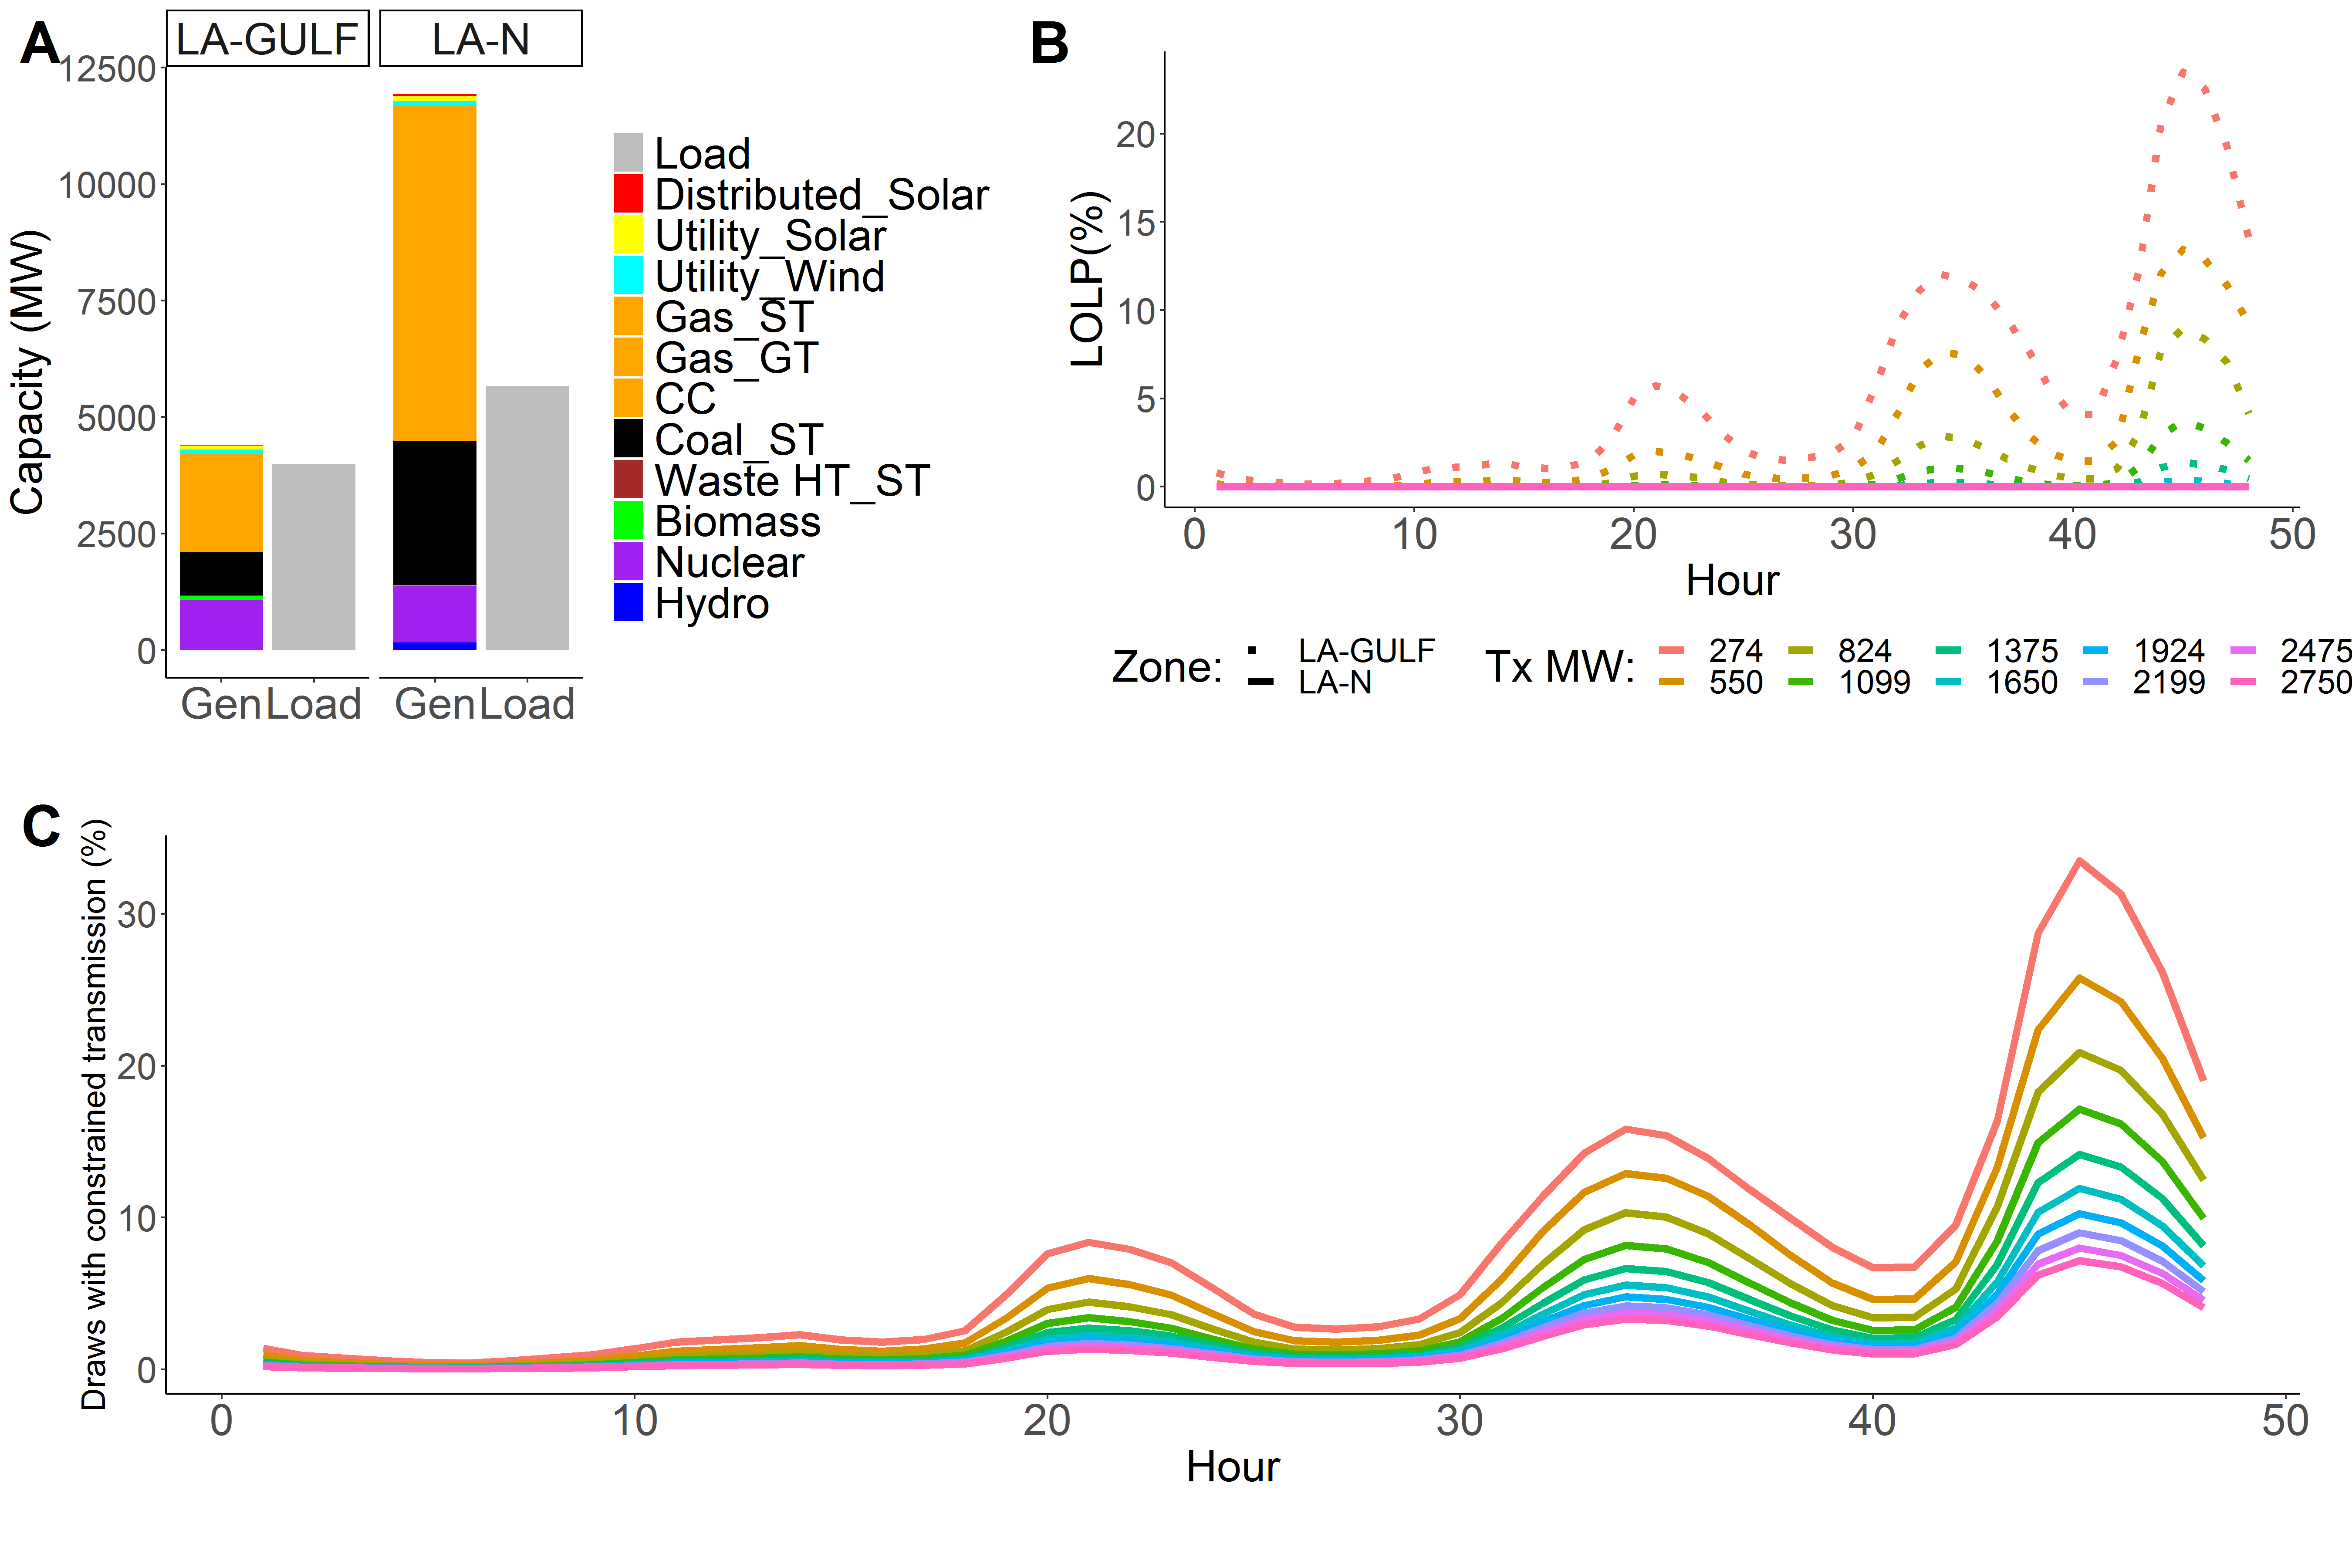 A
LA-GULF LA-N
12500
10000
7500
5000
2500
0
Capacity (MW)
Gen Load Gen Load
Load
Distributed_Solar
Utility_Solar
Utility_Wind
Gas_ST
Gas_GT
CC
Coal_ST
Waste HT_ST
Biomass
Nuclear
Hydro
B
LOLP(%)
20
15
10
5
0
0 10 20 30 40 50
Hour
Zone: LA-GULF LA-N
Tx MW: 274 824 1375 1924 2475
550 1099 1650 2199 2750
C
Draws with constrained transmission (%)
30
20
10
0
0 10 20 30 40 50
Hour